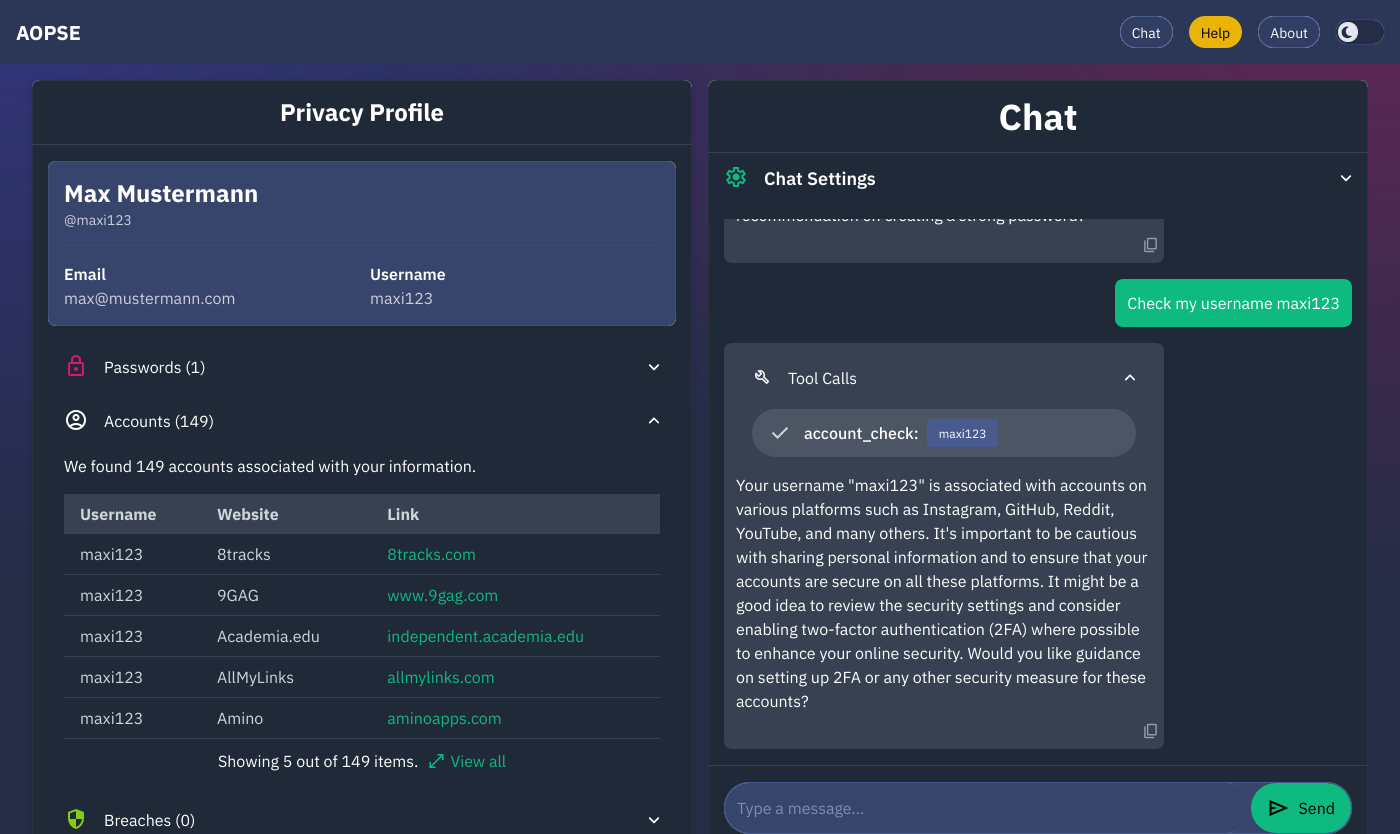 AOPSE
Chat
Help
About
Privacy Profile
Max Mustermann
@maxi123
Email
Username
max@mustermann.com
maxi123
Passwords (1)
Accounts (149)
We found 149 accounts associated with your information.
Username Website Link
maxi123 8tracks 8tracks.com
maxi123 9GAG www.9gag.com
maxi123 Academia.edu independent.academia.edu
maxi123 AllMyLinks allmylinks.com
maxi123 Amino aminoapps.com
Showing 5 out of 149 items. View all
Breaches (0)
Chat
Chat Settings
recommendation on creating a strong password?
Check my username maxi123
Tool Calls
account_check: maxi123
Your username "maxi123" is associated with accounts on
various platforms such as Instagram, GitHub, Reddit,
YouTube, and many others. It's important to be cautious
with sharing personal information and to ensure that your
accounts are secure on all these platforms. It might be a
good idea to review the security settings and consider
enabling two-factor authentication (2FA) where possible
to enhance your online security. Would you like guidance
on setting up 2FA or any other security measure for these
accounts?
Type a message...
Send